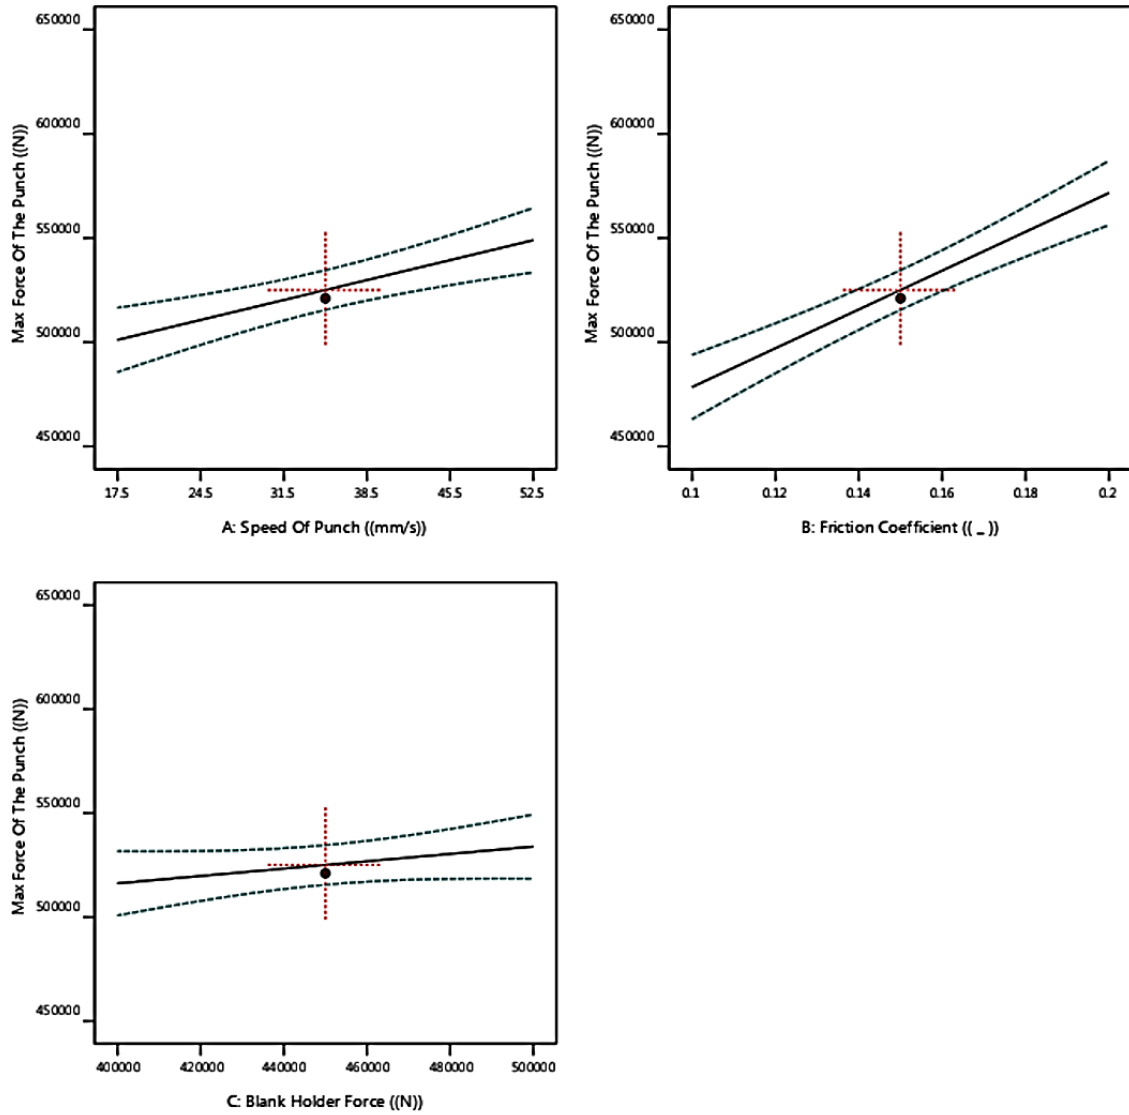 650000
600000
550000
500000
450000
Max Force Of The Punch ((N))
17.5 24.5 31.5 38.5 45.5 52.5
A: Speed Of Punch ((mm/s))
650000
600000
550000
500000
450000
Max Force Of The Punch ((N))
0.1 0.12 0.14 0.16 0.18 0.2
B: Friction Coefficient (( _ ))
650000
600000
550000
500000
450000
Max Force Of The Punch ((N))
400000 420000 440000 460000 480000 500000
C: Blank Holder Force ((N))